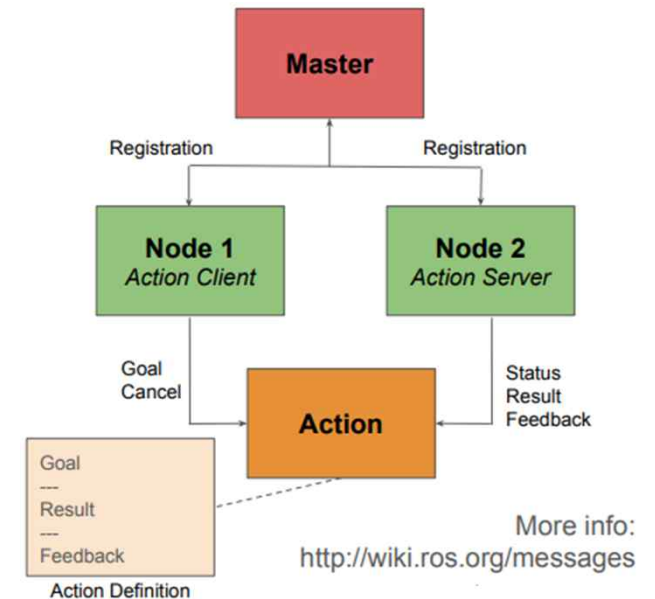 Master
Registration
Registration
Node 1
Action Client
Node 2
Action Server
Goal
Cancel
Status
Result
Feedback
Action
Goal
---
Result
---
Feedback
Action Definition
More info:
http://wiki.ros.org/messages